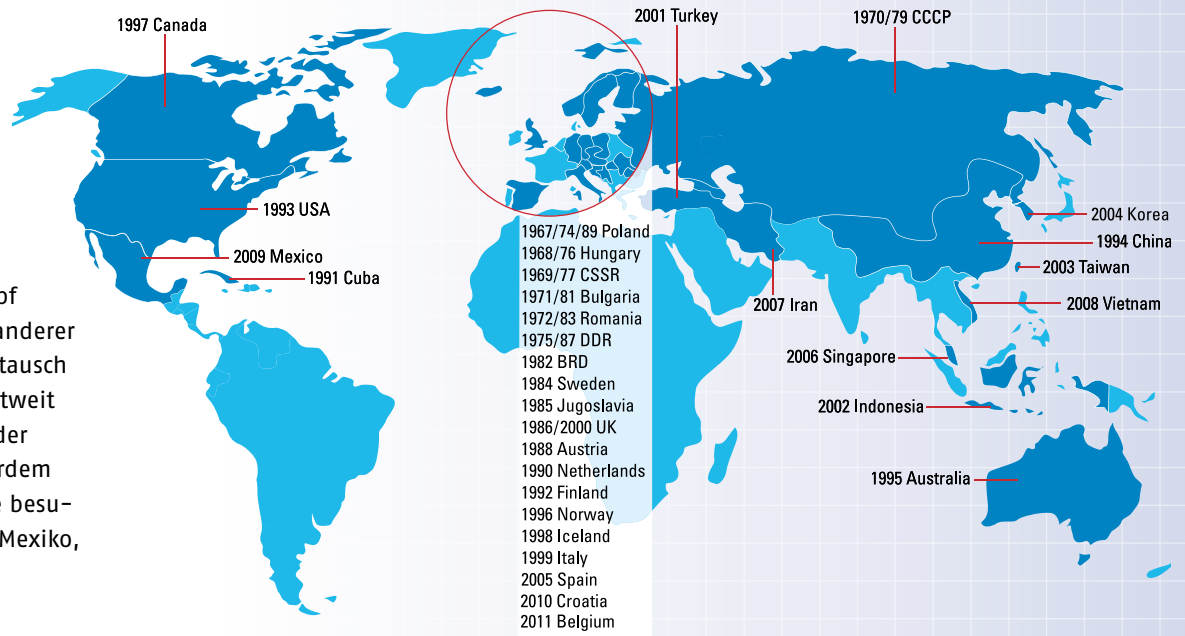 1997 Canada
2001 Turkey
1970/79 CCCP
1993 USA
2009 Mexico
1991 Cuba
2004 Korea
1994 China
2003 Taiwan
2007 Iran
2008 Vietnam
2006 Singapore
2002 Indonesia
1995 Australia
of
anderer
tausch
tweit
der
rdem
e besu-
Mexiko,
1967/74/89 Poland
1968/76 Hungary
1969/77 CSSR
1971/81 Bulgaria
1972/83 Romania
1975/87 DDR
1982 BRD
1984 Sweden
1985 Jugoslavia
1986/2000 UK
1988 Austria
1990 Netherlands
1992 Finland
1996 Norway
1998 Iceland
1999 Italy
2005 Spain
2010 Croatia
2011 Belgium